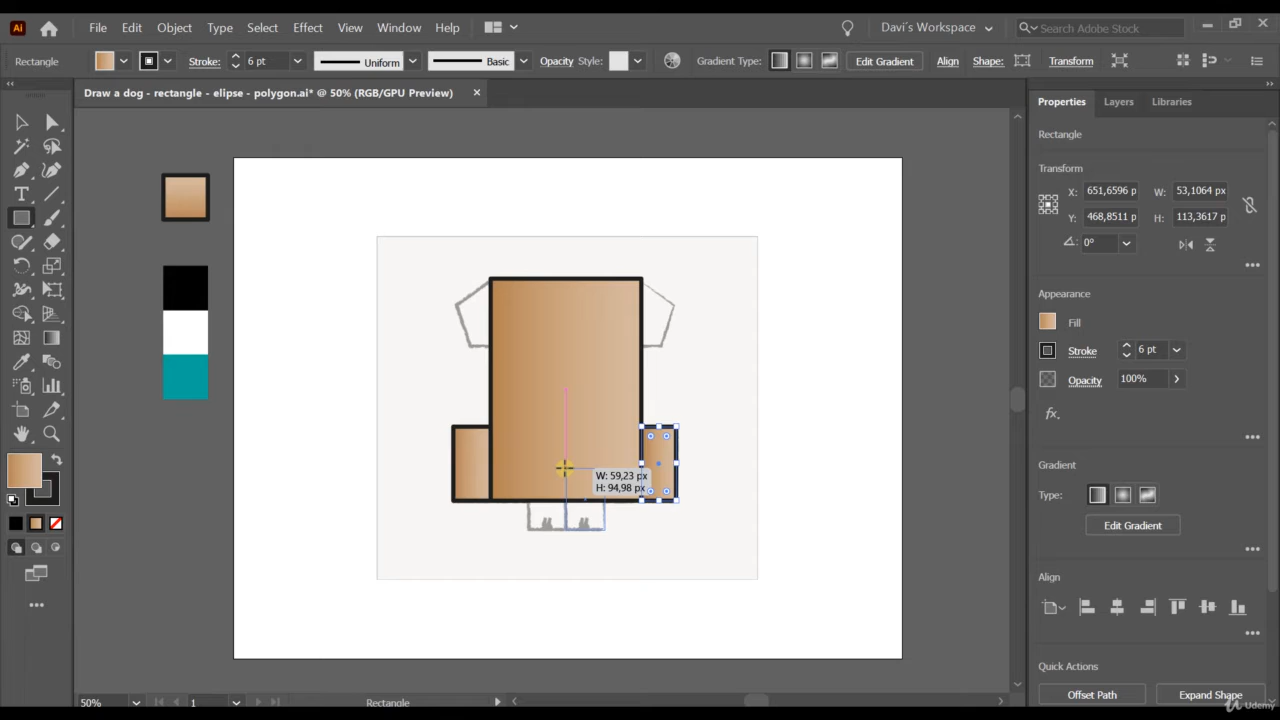 Ai File Edit Object Type Select Effect View Window Help Davi's Workspace Search Adobe Stock
Rectangle Stroke: 6 pt Uniform Basic Opacity Style: Gradient Type: Edit Gradient Align Shape: Transform
Draw a dog - rectangle - elipse - polygon.ai* @ 50% (RGB/GPU Preview)
Properties Layers Libraries
Rectangle
Transform
X: 651,6596 p W: 53,1064 px
Y: 468,8511 p H: 113,3617 p
0°
Appearance
Fill
Stroke 6 pt
Opacity 100%
fx.
Gradient
Type:
Edit Gradient
Align
Quick Actions
Offset Path Expand Shape
W: 59,23 px
H: 94,98 px
50% 1 Rectangle
Udemy